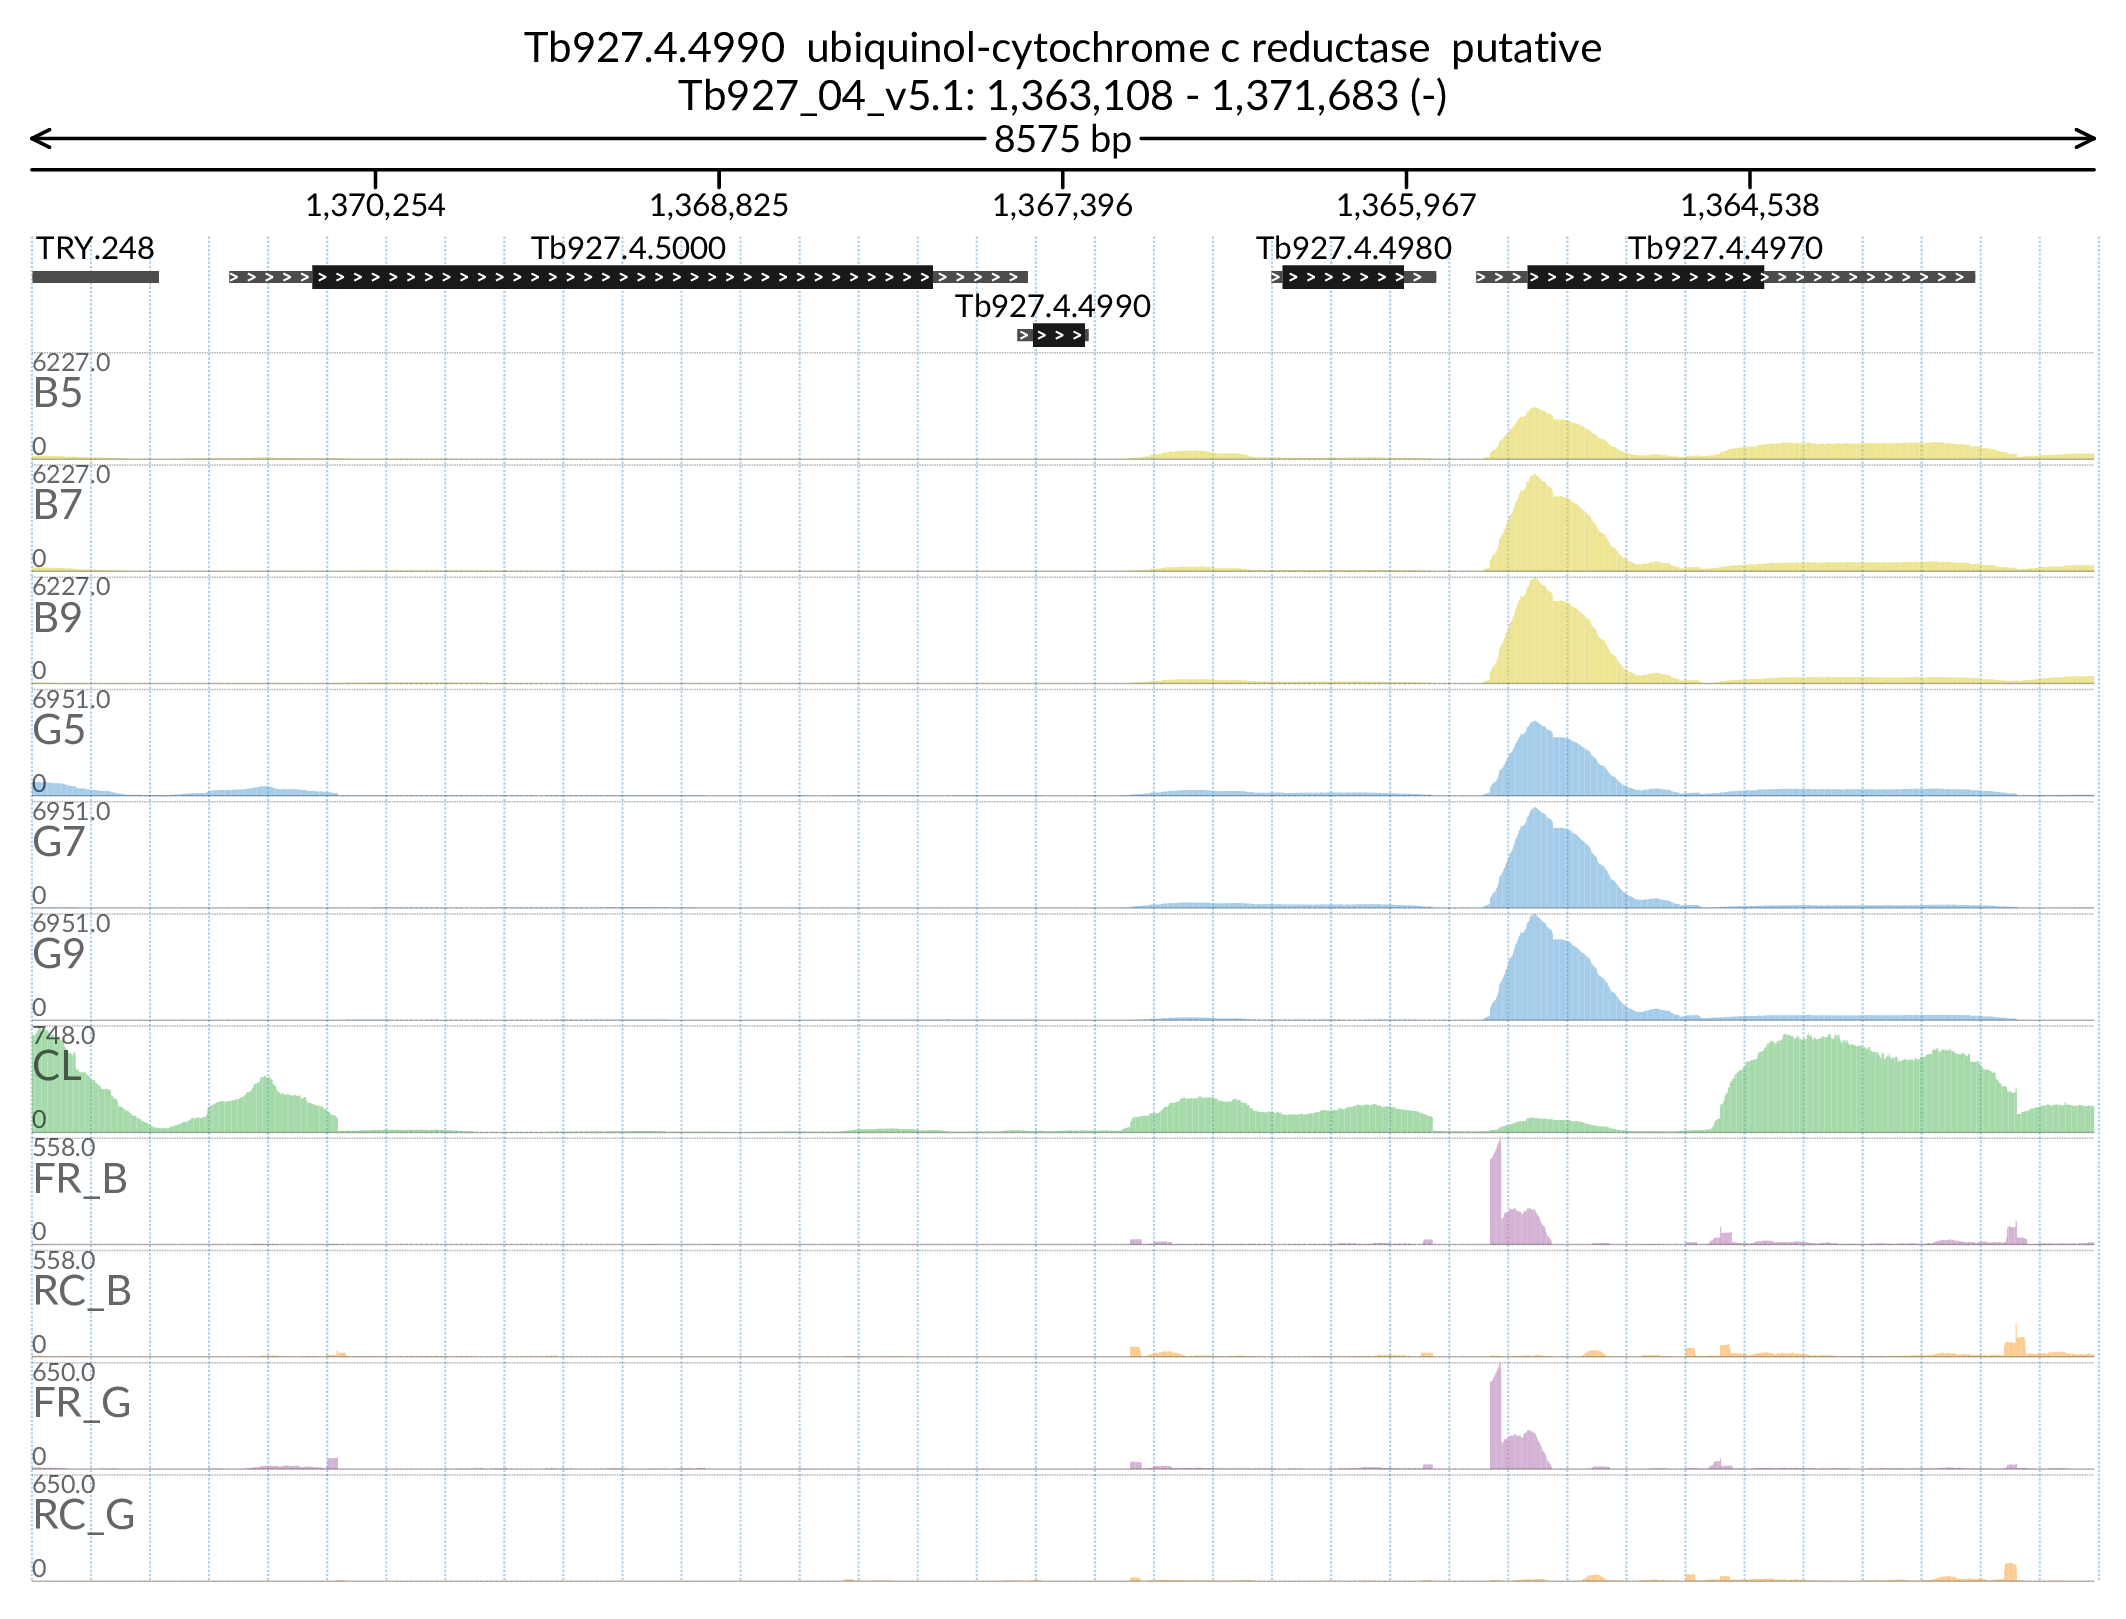 Tb927.4.4990 ubiquinol-cytochrome c reductase putative
Tb927_04_v5.1: 1,363,108 - 1,371,683 (-)
8575 bp
1,370,254 1,368,825 1,367,396 1,365,967 1,364,538
TRY.248 Tb927.4.5000 Tb927.4.4980 Tb927.4.4970
Tb927.4.4990
6227.0
B5
0
6227.0
B7
0
6227.0
B9
0
6951.0
G5
0
6951.0
G7
0
6951.0
G9
0
748.0
CL
0
558.0
FR_B
0
558.0
RC_B
0
650.0
FR_G
0
650.0
RC_G
0